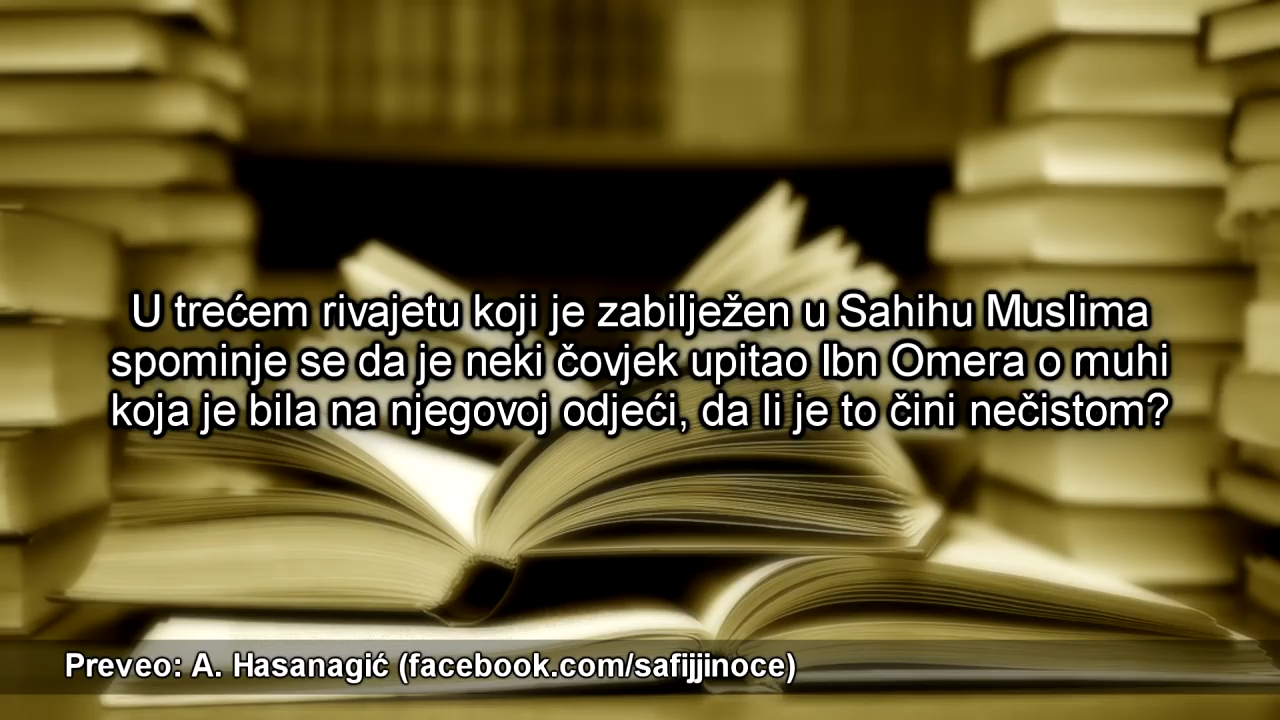 U trećem rivajetu koji je zabilježen u Sahihu Muslima
spominje se da je neki čovjek upitao Ibn Omera o muhi
koja je bila na njegovoj odjeći, da li je to čini nečistom?
Preveo: A. Hasanagić (facebook.com/safijjinoce)